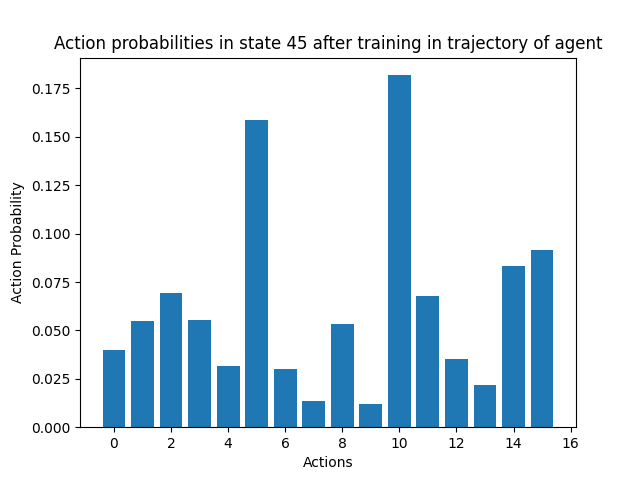 Action probabilities in state 45 after training in trajectory of agent
0.175
0.150
0.125
0.100
0.075
0.050
0.025
0.000
Action Probability
0 2 4 6 8 10 12 14 16
Actions